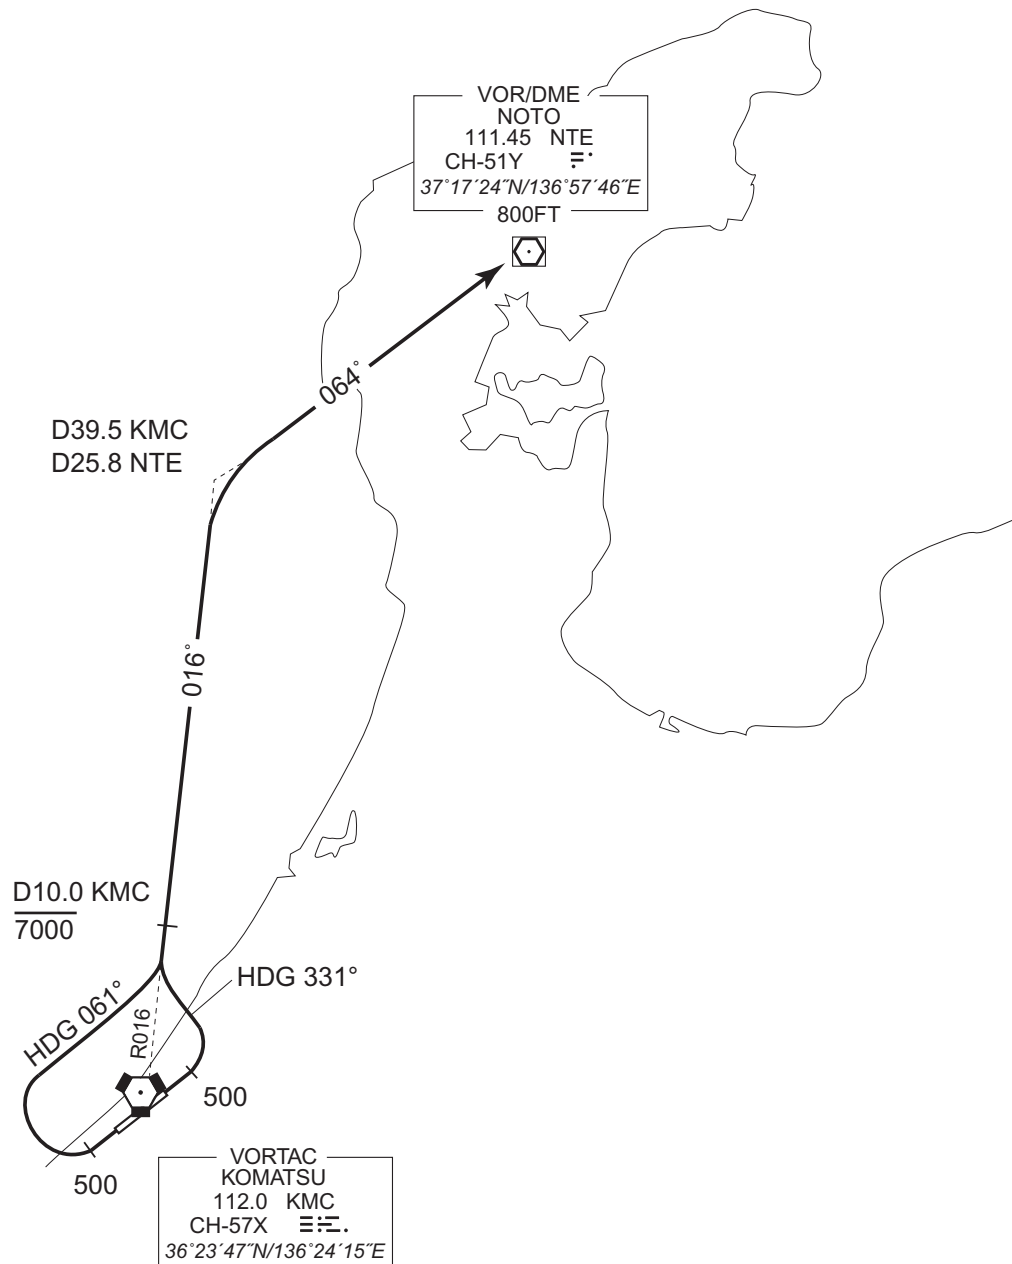 VOR/DME
NOTO
111.45 NTE
CH-51Y
37°17´24˝N/136°57´46˝E
800FT
064°
D39.5 KMC
D25.8 NTE
016°
D10.0 KMC
7000
HDG 331°
HDG 061°
R016
500
500
VORTAC
KOMATSU
112.0 KMC
CH-57X
36°23´47˝N/136°24´15˝E